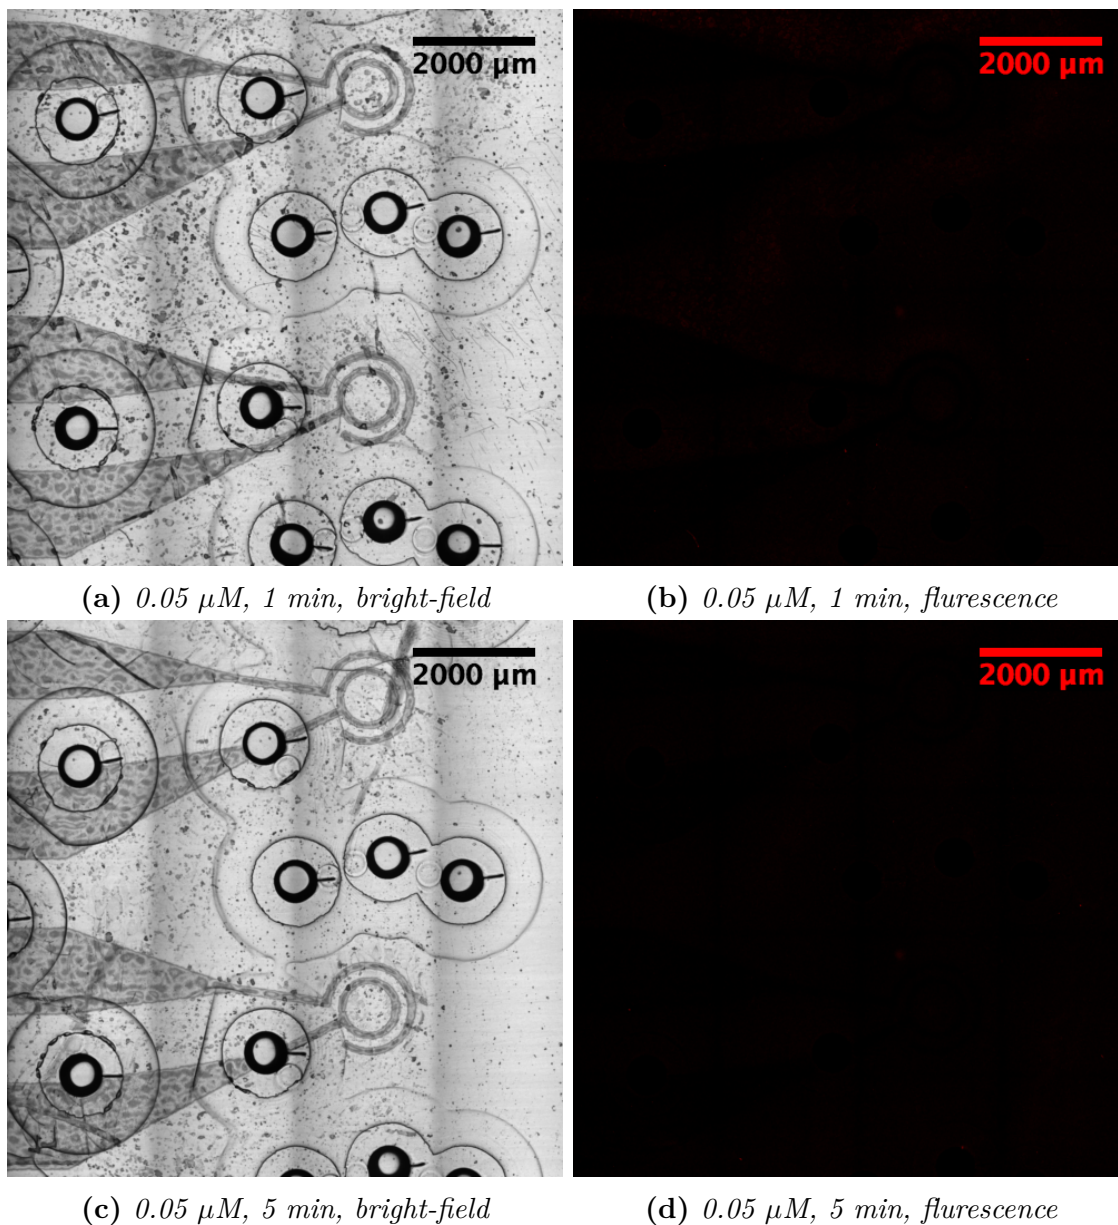 2000 µm
2000 µm
(a) 0.05 µM, 1 min, bright-field
(b) 0.05 µM, 1 min, flurescence
2000 µm
2000 µm
(c) 0.05 µM, 5 min, bright-field
(d) 0.05 µM, 5 min, flurescence